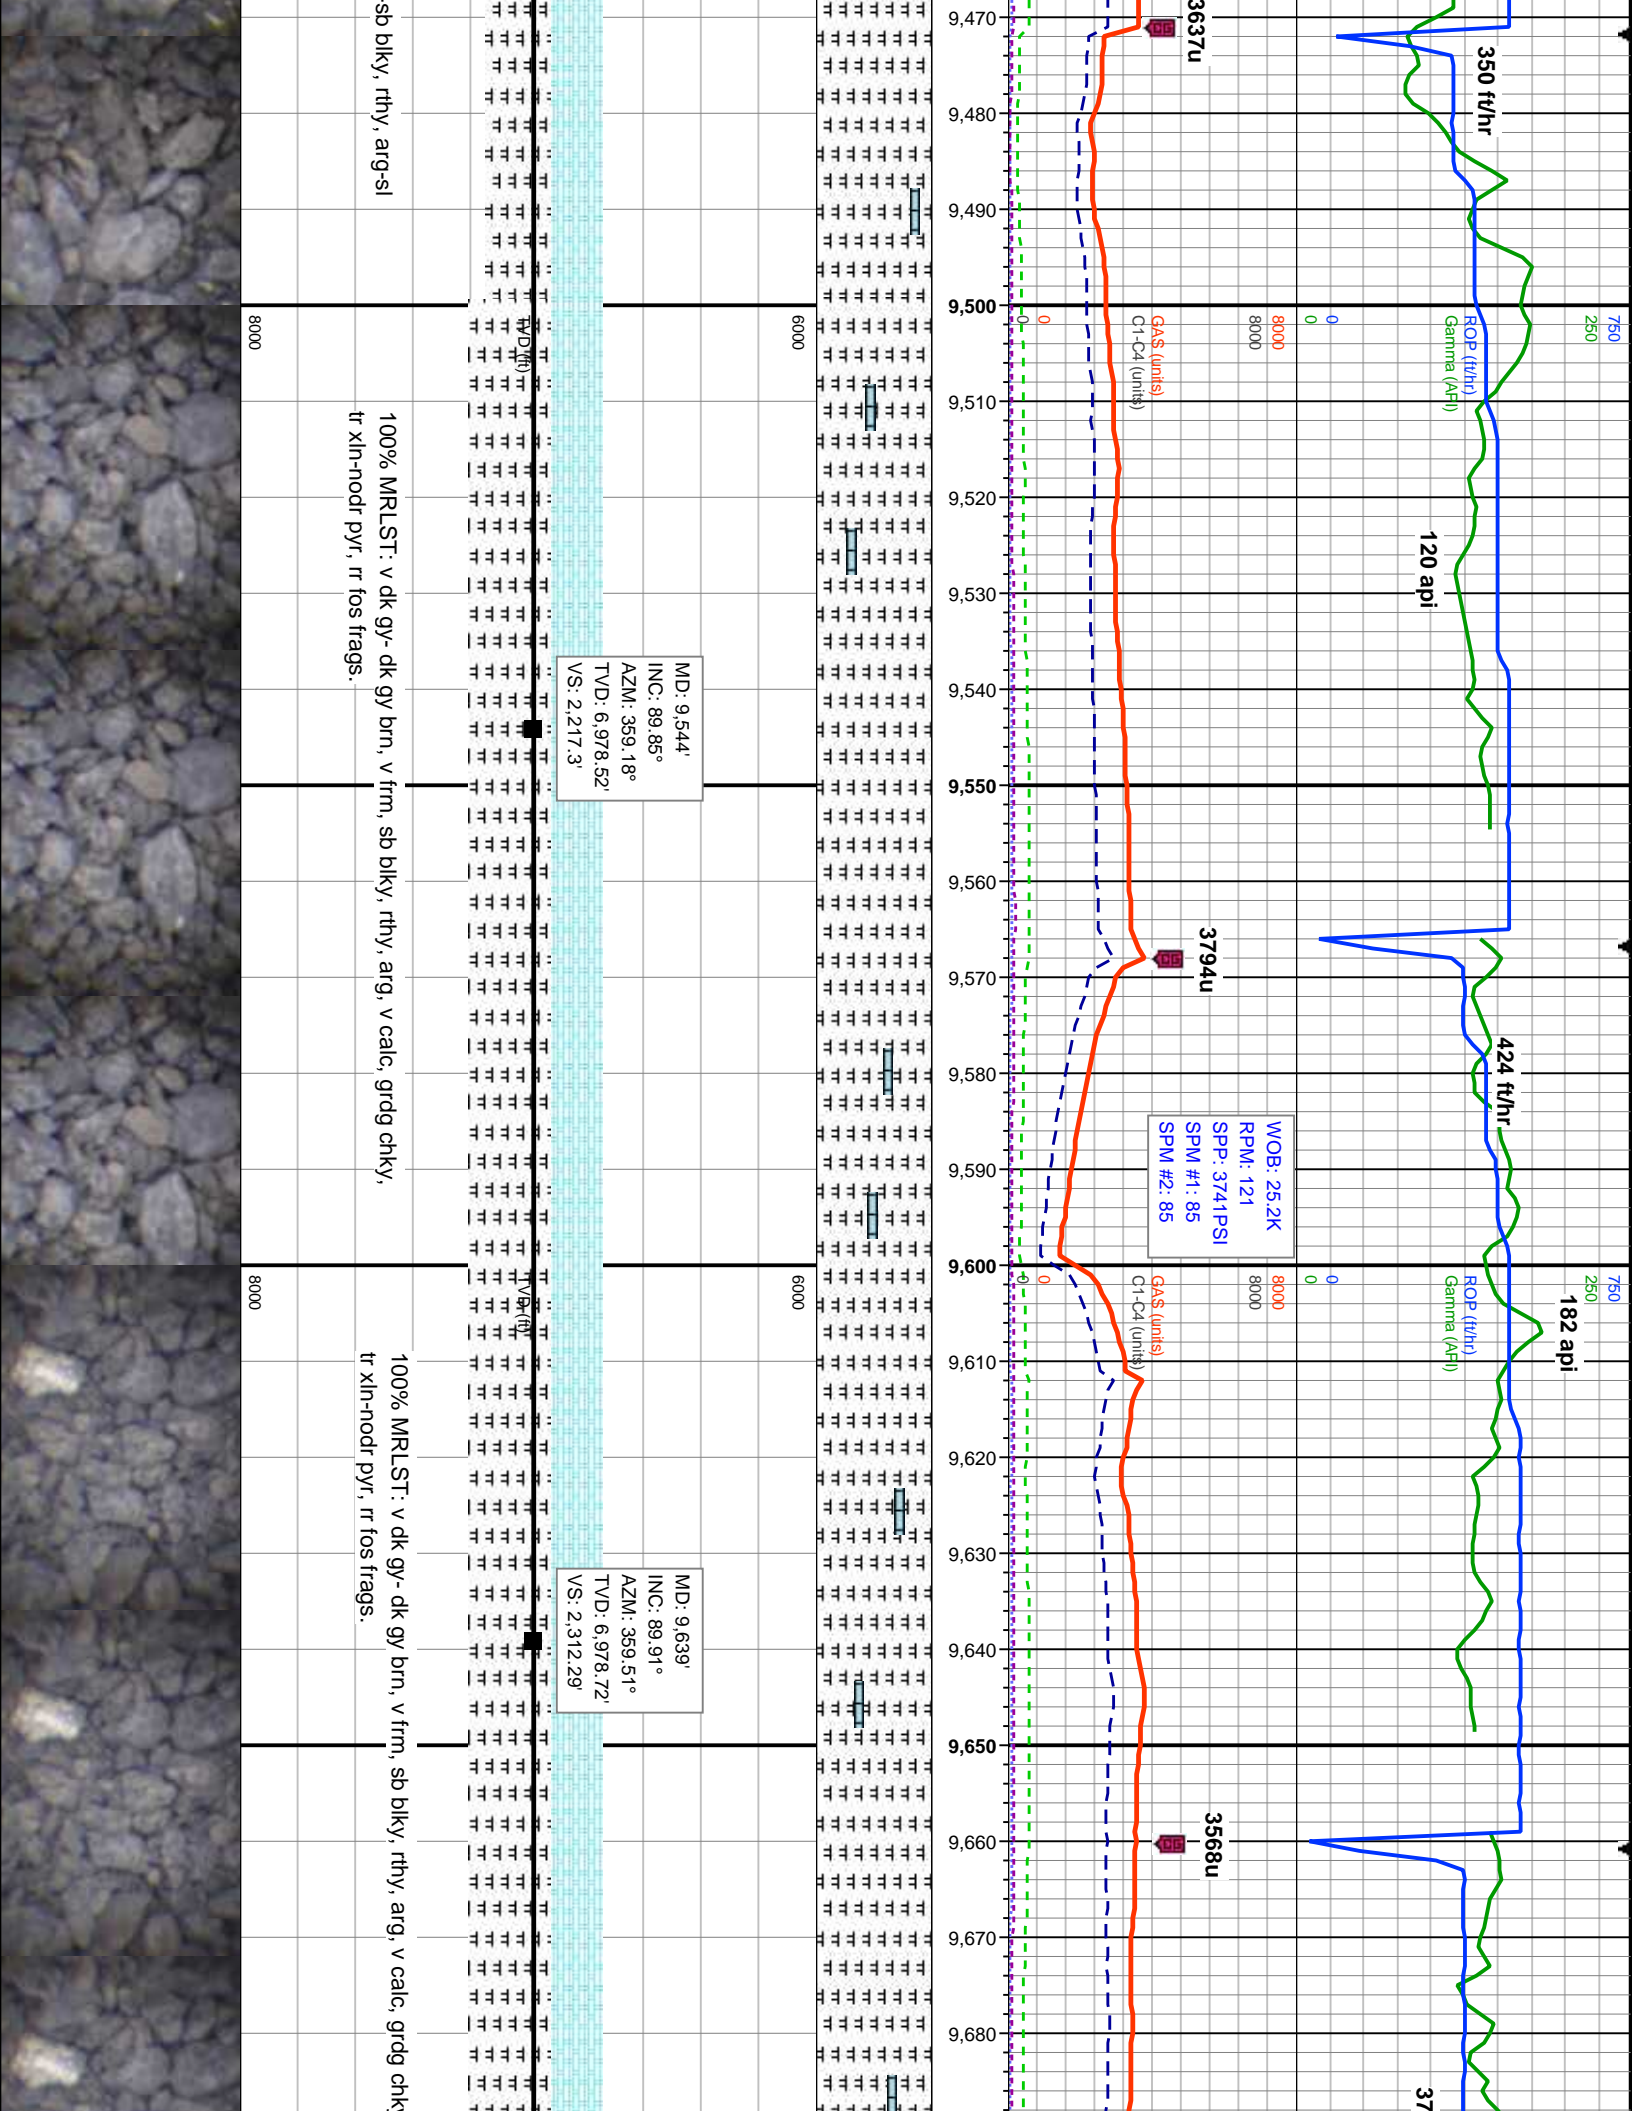 -sb blky, rthy, arg-sl
3637u
350 ft/hr
9,470
9,480
9,490
9,500
9,510
9,520
9,530
9,540
9,550
9,560
9,570
9,580
9,590
9,600
9,610
9,620
9,630
9,640
9,650
9,660
9,670
9,680
750
250
ROP (ft/hr)
Gamma (API)
0
0
8000
8000
GAS (units)
C1-C4 (units)
0
0
6000
TVD (ft)
8000
120 api
100% MRLST: v dk gy- dk gy brn, v frm, sb blky, rthy, arg, v calc, grdg chky,
tr xln-nodr pyr, rr fos frags.
MD: 9,544'
INC: 89.85°
AZM: 359.18°
TVD: 6,978.52'
VS: 2,217.3'
3794u
424 ft/hr
WOB: 25.2K
RPM: 121
SPP: 3741PSI
SPM #1: 85
SPM #2: 85
750
250
ROP (ft/hr)
Gamma (API)
0
0
8000
8000
GAS (units)
C1-C4 (units)
0
0
6000
TVD (ft)
8000
182 api
100% MRLST: v dk gy- dk gy brn, v frm, sb blky, rthy, arg, v calc, grdg chky
tr xln-nodr pyr, rr fos frags.
MD: 9,639'
INC: 89.91°
AZM: 359.51°
TVD: 6,978.72'
VS: 2,312.29'
3568u
37